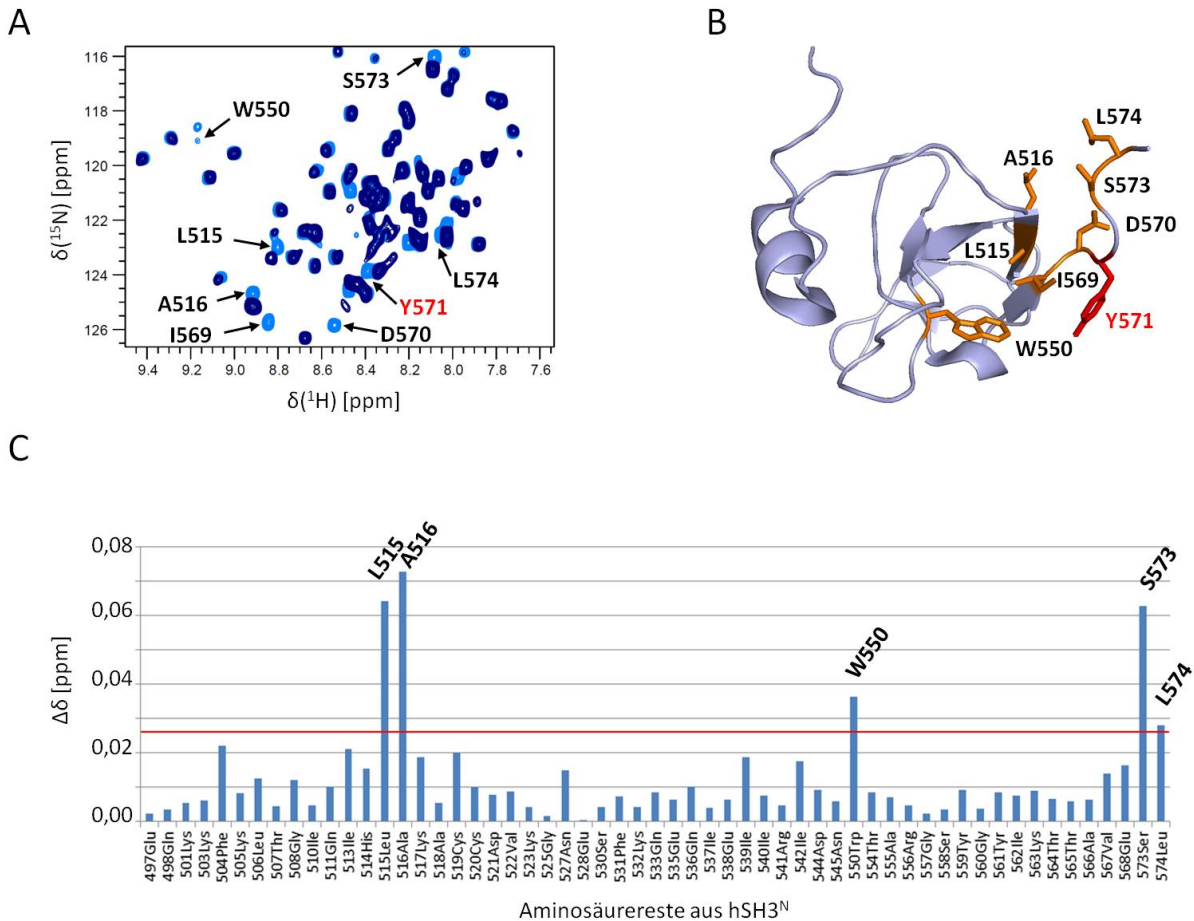 A
116
118
120
122
124
126
δ(¹⁵N) [ppm]
S573
W550
L515
A516
I569
L574
Y571
D570
9.4 9.2 9.0 8.8 8.6 8.4 8.2 8.0 7.8 7.6
δ(¹H) [ppm]
B
L574
A516
S573
D570
L515
I569
Y571
W550
C
0,08
0,06
0,04
0,02
0,00
Δδ [ppm]
L515
A516
W550
S573
L574
497Glu
498Gln
501Lys
503Lys
504Phe
505Lys
506Leu
507Thr
508Gly
510Ile
511Gln
513Ile
514His
515Leu
516Ala
517Lys
518Ala
519Cys
520Cys
521Asp
522Val
523Lys
525Gly
527Asn
528Glu
530Ser
531Phe
532Lys
533Gln
535Glu
536Gln
537Ile
538Glu
539Ile
540Ile
541Arg
542Ile
544Asp
545Asn
550Trp
554Thr
555Ala
556Arg
557Gly
558Ser
559Tyr
560Gly
561Tyr
562Ile
563Lys
564Thr
565Thr
566Ala
567Val
568Glu
573Ser
574Leu
Aminosäurereste aus hSH3ᴺ